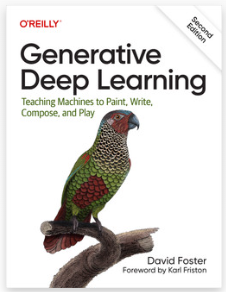 O'REILLY®
Second
Edition
Generative
Deep Learning
Teaching Machines to Paint, Write,
Compose, and Play
David Foster
Foreword by Karl Friston